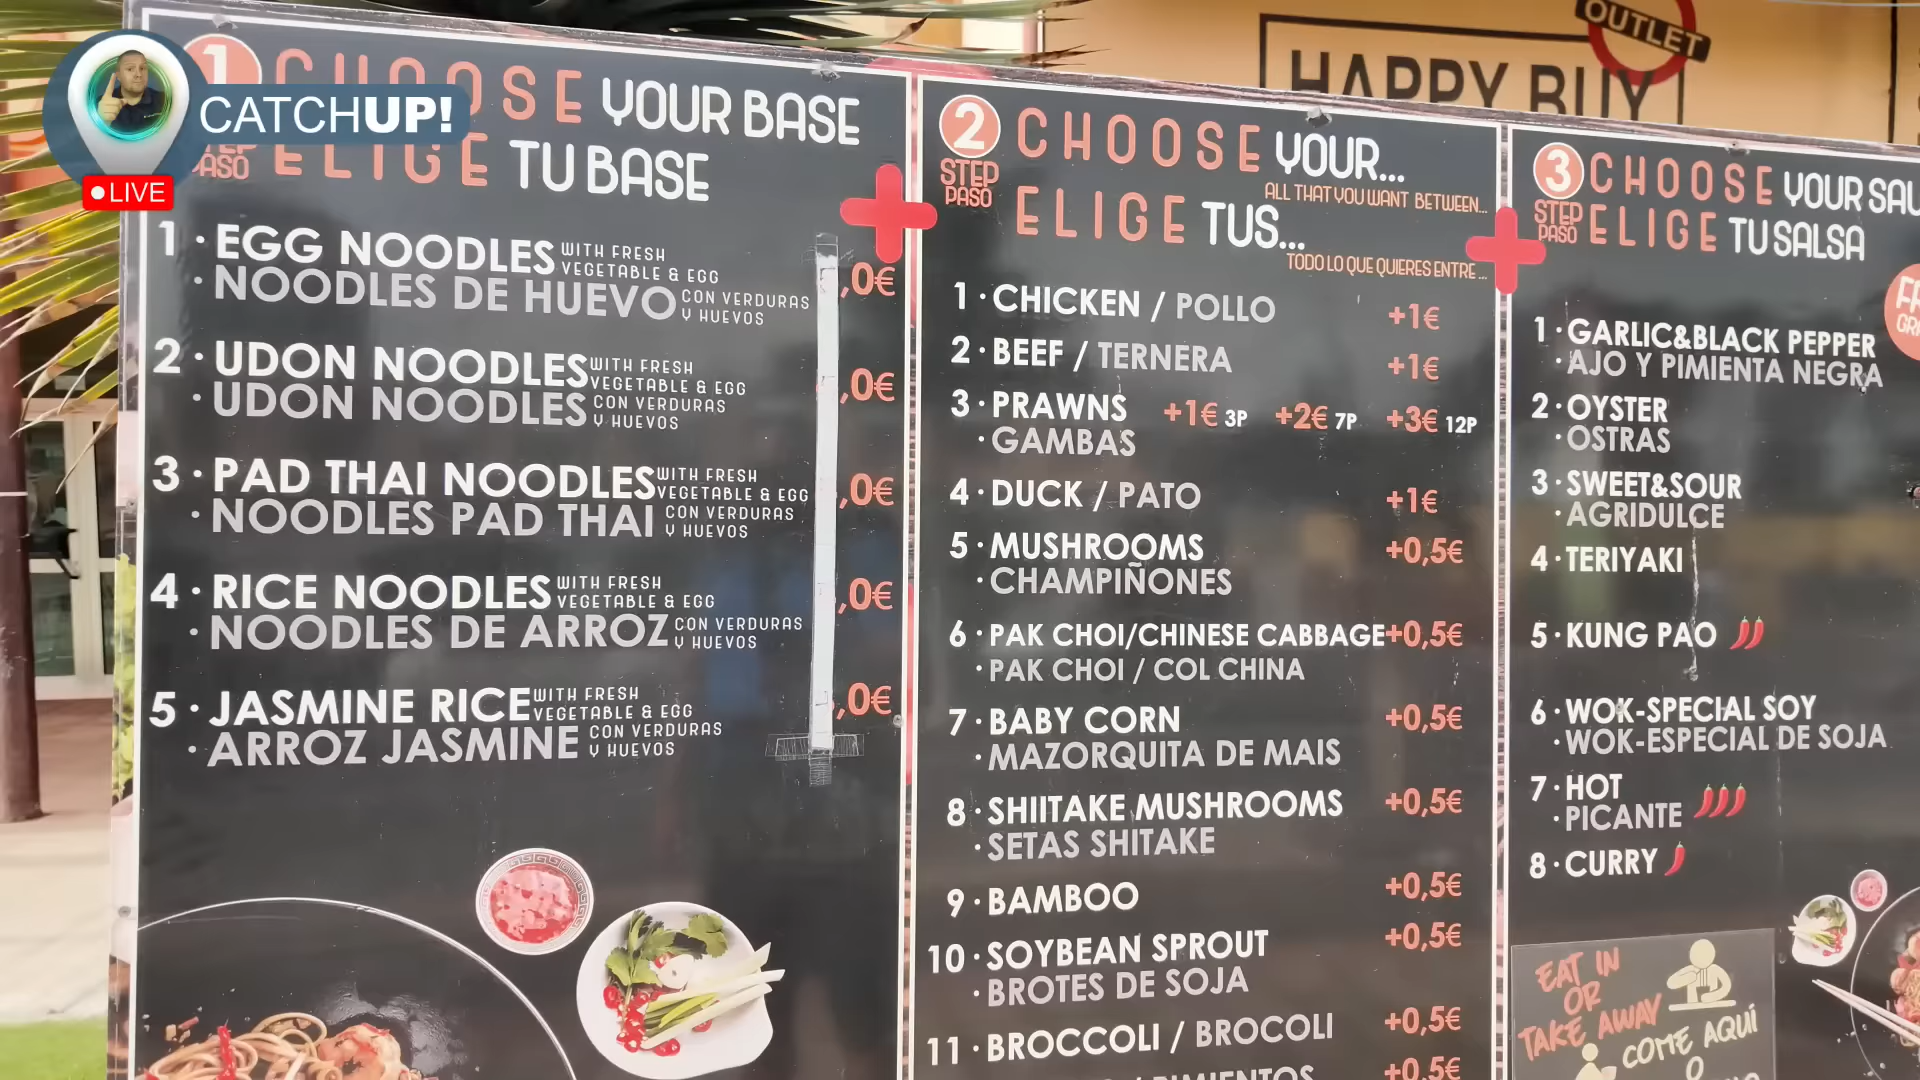 CATCHUP!
LIVE
OUTLET
HAPPY BUY
1 CHOOSE YOUR BASE
STEP
PASO
ELIGE TU BASE
1 · EGG NOODLES WITH FRESH VEGETABLE & EGG
· NOODLES DE HUEVO CON VERDURAS Y HUEVOS
,0€
2 · UDON NOODLES WITH FRESH VEGETABLE & EGG
· UDON NOODLES CON VERDURAS Y HUEVOS
,0€
3 · PAD THAI NOODLES WITH FRESH VEGETABLE & EGG
· NOODLES PAD THAI CON VERDURAS Y HUEVOS
,0€
4 · RICE NOODLES WITH FRESH VEGETABLE & EGG
· NOODLES DE ARROZ CON VERDURAS Y HUEVOS
,0€
5 · JASMINE RICE WITH FRESH VEGETABLE & EGG
· ARROZ JASMINE CON VERDURAS Y HUEVOS
,0€
2 CHOOSE YOUR...
STEP
PASO
ALL THAT YOU WANT BETWEEN...
ELIGE TUS...
TODO LO QUE QUIERES ENTRE...
1 · CHICKEN / POLLO +1€
2 · BEEF / TERNERA +1€
3 · PRAWNS +1€ 3P +2€ 7P +3€ 12P
· GAMBAS
4 · DUCK / PATO +1€
5 · MUSHROOMS +0,5€
· CHAMPIÑONES
6 · PAK CHOI/CHINESE CABBAGE +0,5€
· PAK CHOI / COL CHINA
7 · BABY CORN +0,5€
· MAZORQUITA DE MAIS
8 · SHIITAKE MUSHROOMS +0,5€
· SETAS SHITAKE
9 · BAMBOO +0,5€
10 · SOYBEAN SPROUT +0,5€
· BROTES DE SOJA
11 · BROCCOLI / BROCOLI +0,5€
/ PIMIENTOS +0,5€
3 CHOOSE YOUR SAU
STEP
PASO
ELIGE TU SALSA
1 · GARLIC&BLACK PEPPER
· AJO Y PIMIENTA NEGRA
2 · OYSTER
· OSTRAS
3 · SWEET&SOUR
· AGRIDULCE
4 · TERIYAKI
5 · KUNG PAO
6 · WOK-SPECIAL SOY
· WOK-ESPECIAL DE SOJA
7 · HOT
· PICANTE
8 · CURRY
EAT IN
OR
TAKE AWAY
COME AQUÍ
O